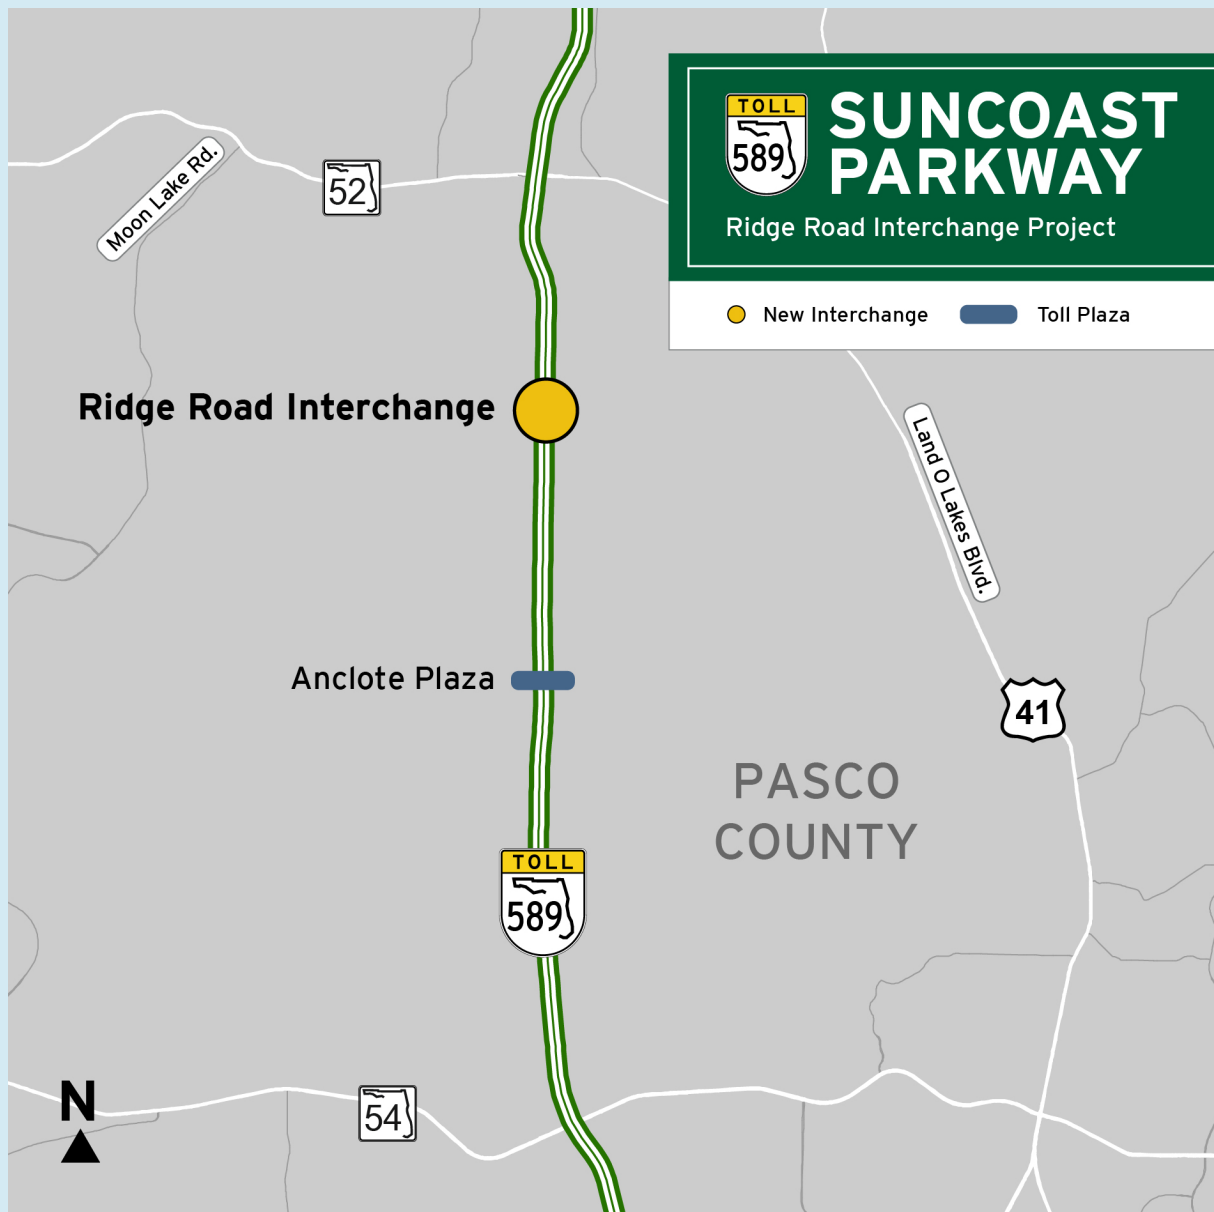 TOLL
589
SUNCOAST
PARKWAY
Ridge Road Interchange Project
New Interchange
Toll Plaza
Moon Lake Rd.
52
Ridge Road Interchange
Land O Lakes Blvd.
Anclote Plaza
41
PASCO
COUNTY
TOLL
589
N
54